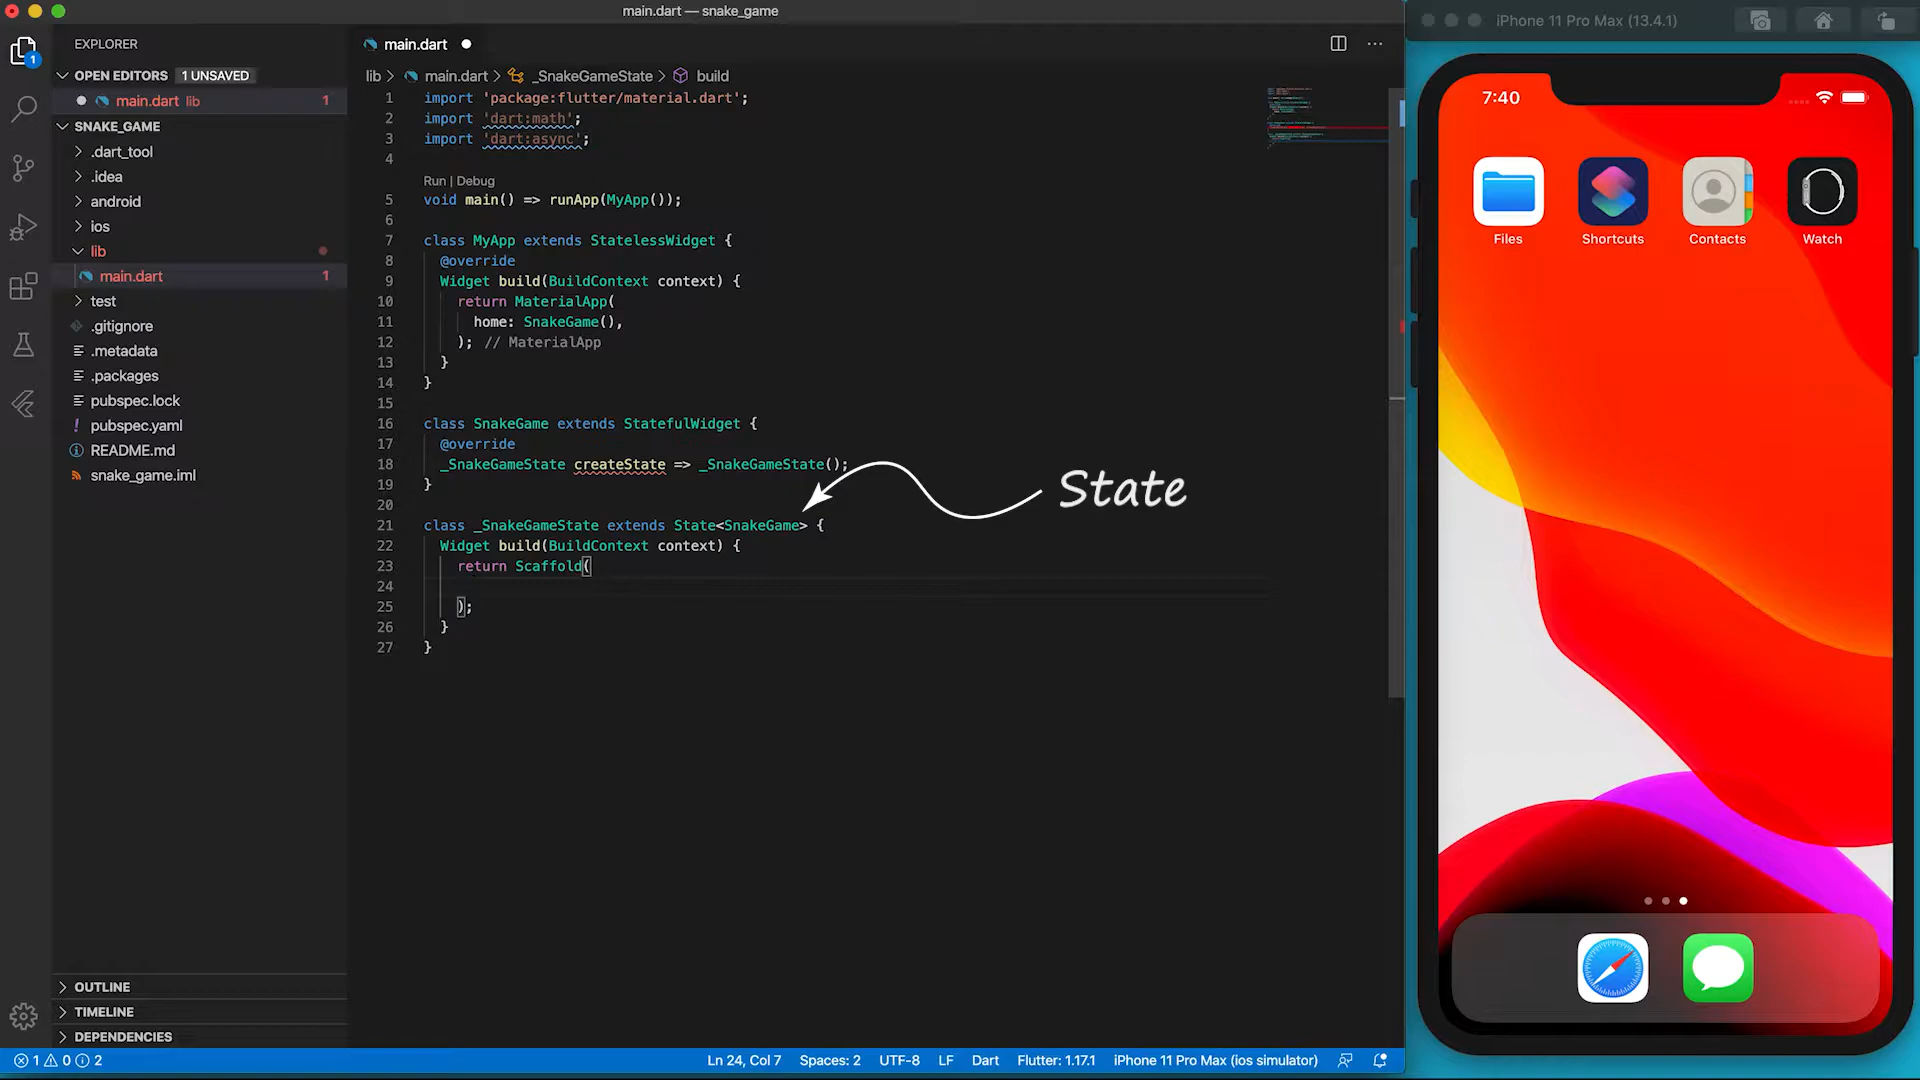 main.dart — snake_game
iPhone 11 Pro Max (13.4.1)
1
EXPLORER
OPEN EDITORS 1 UNSAVED
main.dart lib 1
SNAKE_GAME
.dart_tool
.idea
android
ios
lib
main.dart 1
test
.gitignore
.metadata
.packages
pubspec.lock
pubspec.yaml
README.md
snake_game.iml
OUTLINE
TIMELINE
DEPENDENCIES
main.dart
lib > main.dart > _SnakeGameState > build
1 import 'package:flutter/material.dart';
2 import 'dart:math';
3 import 'dart:async';
4
Run | Debug
5 void main() => runApp(MyApp());
6
7 class MyApp extends StatelessWidget {
8 @override
9 Widget build(BuildContext context) {
10 return MaterialApp(
11 home: SnakeGame(),
12 ); // MaterialApp
13 }
14 }
15
16 class SnakeGame extends StatefulWidget {
17 @override
18 _SnakeGameState createState => _SnakeGameState();
19 }
20
21 class _SnakeGameState extends State<SnakeGame> {
22 Widget build(BuildContext context) {
23 return Scaffold(
24
25 );
26 }
27 }
State
7:40
Files Shortcuts Contacts Watch
1 0 2
Ln 24, Col 7 Spaces: 2 UTF-8 LF Dart Flutter: 1.17.1 iPhone 11 Pro Max (ios simulator)